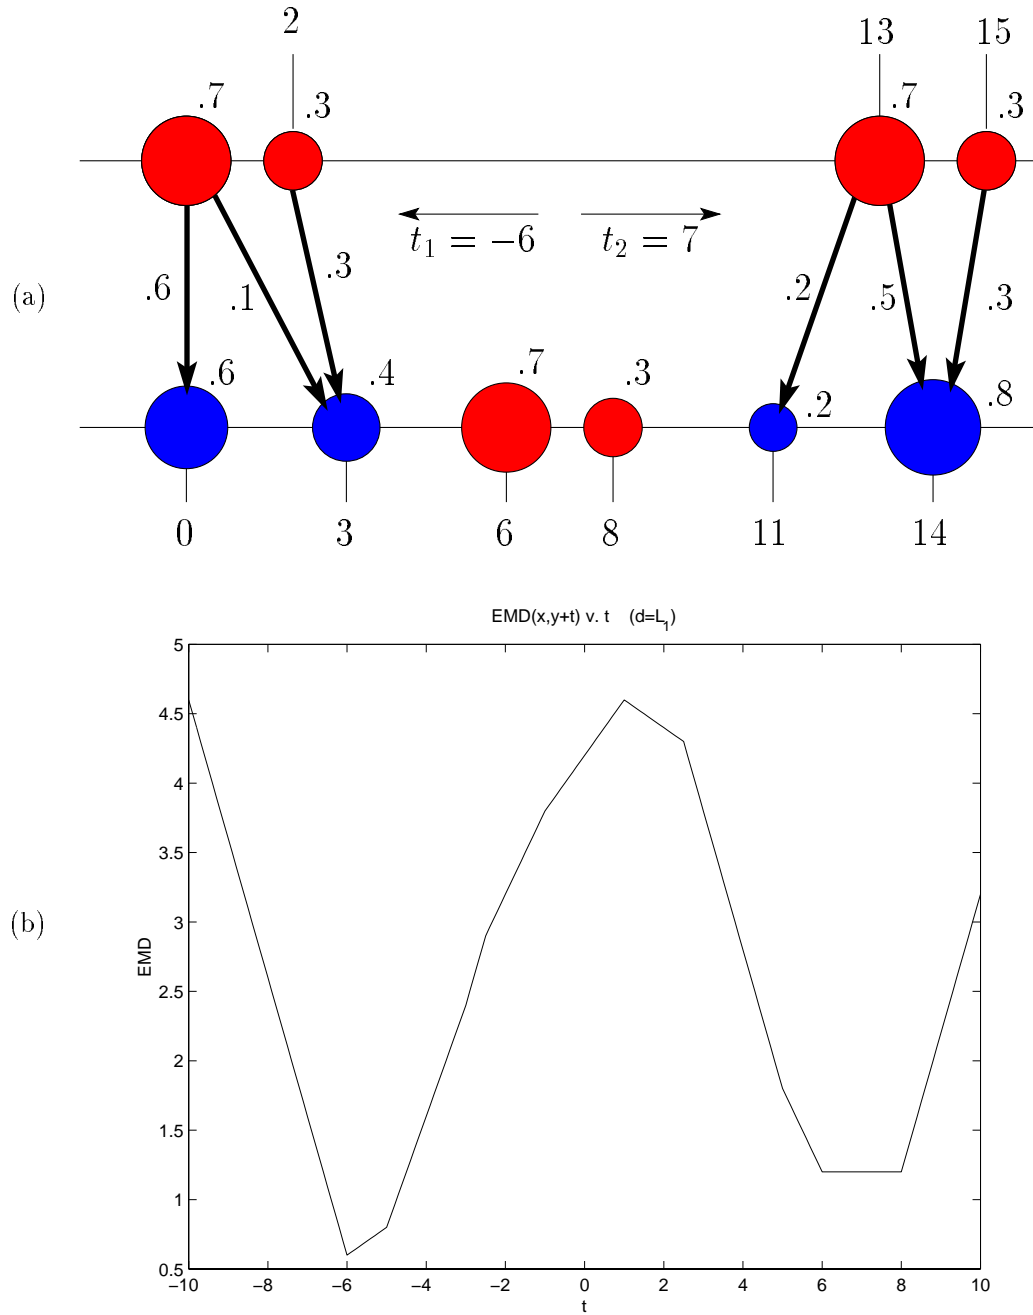 2 13 15
.7 .3 .7 .3
t₁ = −6 t₂ = 7
(a)
.6 .1 .3 .2 .5 .3
.6 .4 .7 .3 .2 .8
0 3 6 8 11 14
EMD(x,y+t) v. t (d=L₁)
5
4.5
4
3.5
3
(b)
EMD
2.5
2
1.5
1
0.5
−10 −8 −6 −4 −2 0 2 4 6 8 10
t